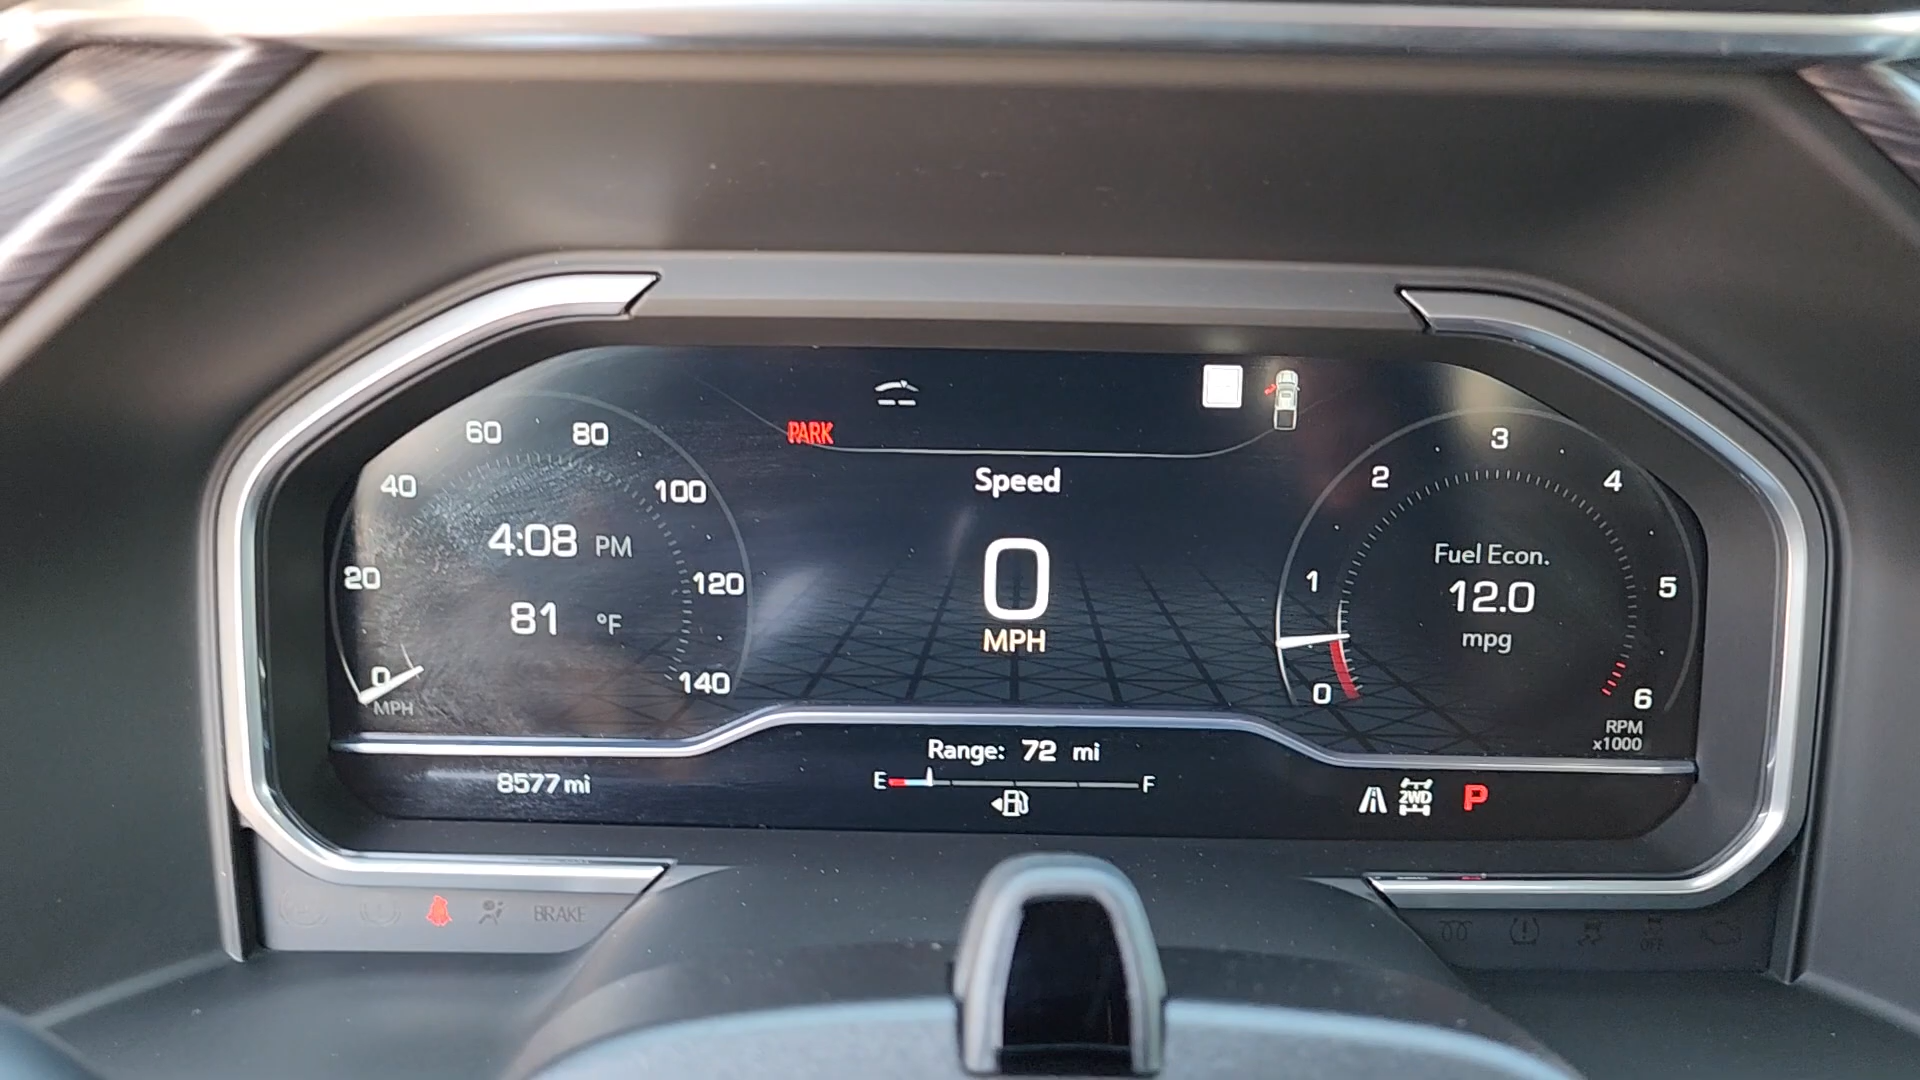 PARK
60
80
40
100
20
120
0
140
MPH
4:08 PM
81 °F
Speed
0
MPH
3
2
4
1
5
0
6
Fuel Econ.
12.0
mpg
RPM
x1000
Range: 72 mi
E
F
8577 mi
2WD
P
BRAKE
OFF